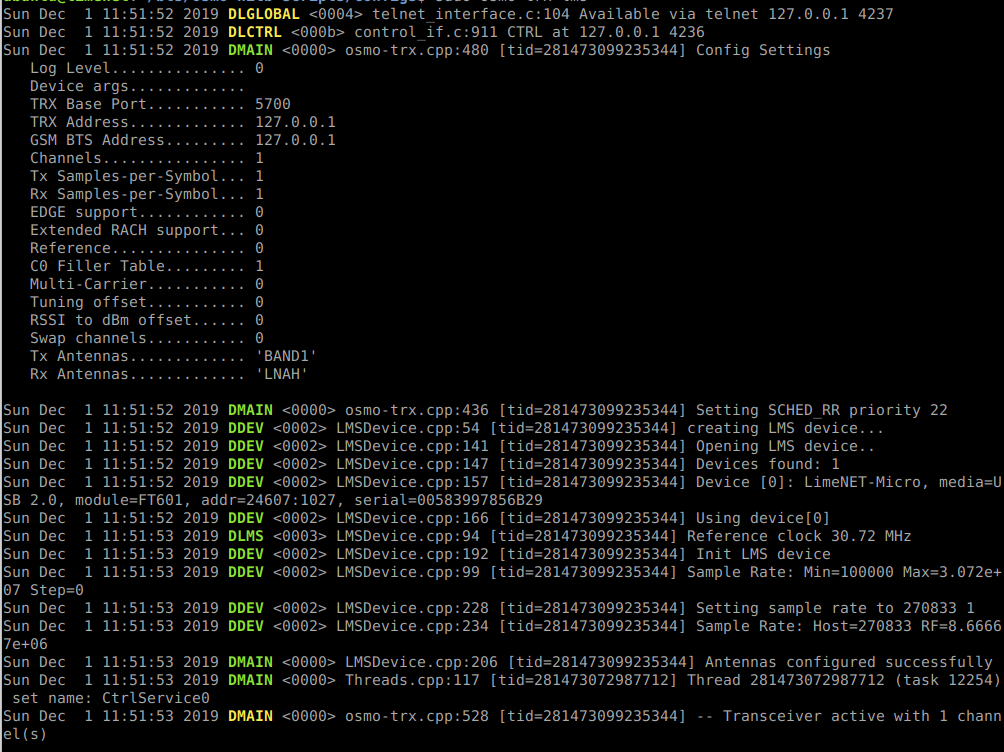 Sun Dec  1 11:51:52 2019 DLGLOBAL <0004> telnet_interface.c:104 Available via telnet 127.0.0.1 4237
Sun Dec  1 11:51:52 2019 DLCTRL <000b> control_if.c:911 CTRL at 127.0.0.1 4236
Sun Dec  1 11:51:52 2019 DMAIN <0000> osmo-trx.cpp:480 [tid=281473099235344] Config Settings
   Log Level............... 0
   Device args.............
   TRX Base Port........... 5700
   TRX Address............. 127.0.0.1
   GSM BTS Address......... 127.0.0.1
   Channels................ 1
   Tx Samples-per-Symbol... 1
   Rx Samples-per-Symbol... 1
   EDGE support............ 0
   Extended RACH support... 0
   Reference............... 0
   C0 Filler Table......... 1
   Multi-Carrier........... 0
   Tuning offset........... 0
   RSSI to dBm offset...... 0
   Swap channels........... 0
   Tx Antennas............. 'BAND1'
   Rx Antennas............. 'LNAH'

Sun Dec  1 11:51:52 2019 DMAIN <0000> osmo-trx.cpp:436 [tid=281473099235344] Setting SCHED_RR priority 22
Sun Dec  1 11:51:52 2019 DDEV <0002> LMSDevice.cpp:54 [tid=281473099235344] creating LMS device...
Sun Dec  1 11:51:52 2019 DDEV <0002> LMSDevice.cpp:141 [tid=281473099235344] Opening LMS device..
Sun Dec  1 11:51:52 2019 DDEV <0002> LMSDevice.cpp:147 [tid=281473099235344] Devices found: 1
Sun Dec  1 11:51:52 2019 DDEV <0002> LMSDevice.cpp:157 [tid=281473099235344] Device [0]: LimeNET-Micro, media=U
SB 2.0, module=FT601, addr=24607:1027, serial=00583997856B29
Sun Dec  1 11:51:52 2019 DDEV <0002> LMSDevice.cpp:166 [tid=281473099235344] Using device[0]
Sun Dec  1 11:51:53 2019 DLMS <0003> LMSDevice.cpp:94 [tid=281473099235344] Reference clock 30.72 MHz
Sun Dec  1 11:51:53 2019 DDEV <0002> LMSDevice.cpp:192 [tid=281473099235344] Init LMS device
Sun Dec  1 11:51:53 2019 DDEV <0002> LMSDevice.cpp:99 [tid=281473099235344] Sample Rate: Min=100000 Max=3.072e+
07 Step=0
Sun Dec  1 11:51:53 2019 DDEV <0002> LMSDevice.cpp:228 [tid=281473099235344] Setting sample rate to 270833 1
Sun Dec  1 11:51:53 2019 DDEV <0002> LMSDevice.cpp:234 [tid=281473099235344] Sample Rate: Host=270833 RF=8.6666
7e+06
Sun Dec  1 11:51:53 2019 DMAIN <0000> LMSDevice.cpp:206 [tid=281473099235344] Antennas configured successfully
Sun Dec  1 11:51:53 2019 DMAIN <0000> Threads.cpp:117 [tid=281473072987712] Thread 281473072987712 (task 12254)
 set name: CtrlService0
Sun Dec  1 11:51:53 2019 DMAIN <0000> osmo-trx.cpp:528 [tid=281473099235344] -- Transceiver active with 1 chann
el(s)